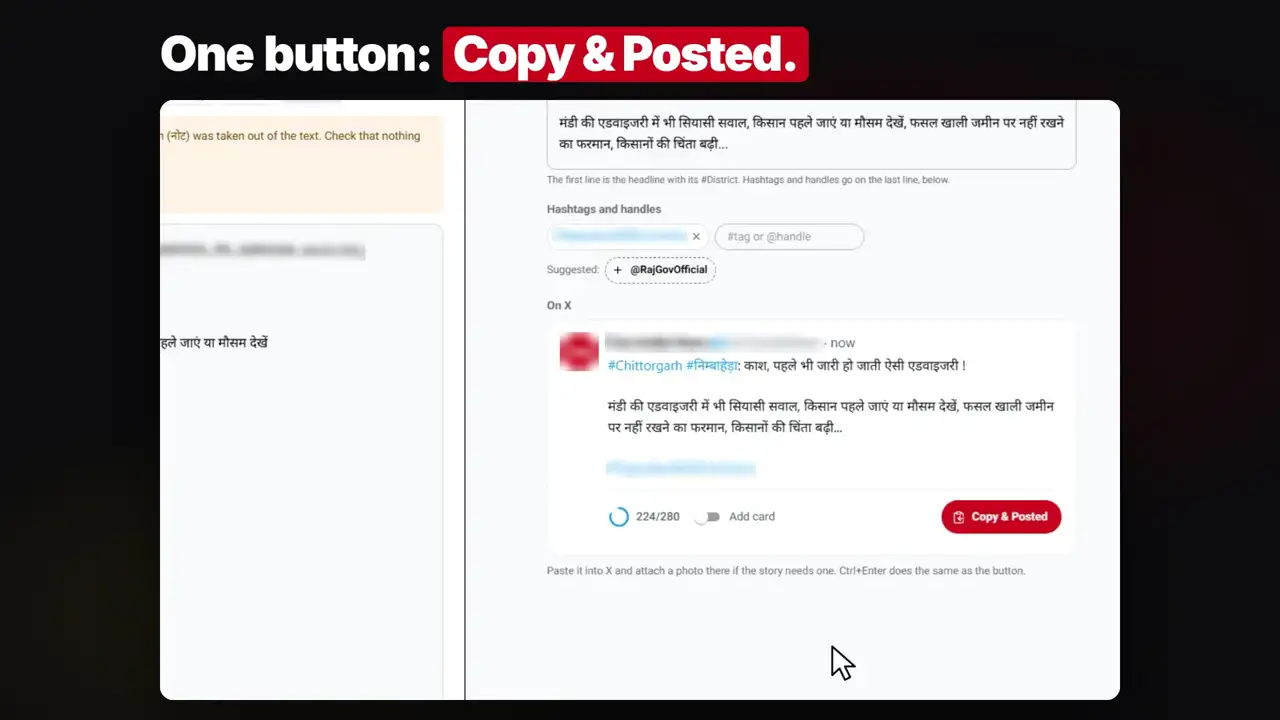 One button: Copy & Posted.
(नोट) was taken out of the text. Check that nothing
जाएं या मौसम देखें
मंडी की एडवाइजरी में भी सियासी सवाल, किसान पहले जाएं या मौसम देखें, फसल खाली जमीन पर नहीं रखने
का फरमान, किसानों की चिंता बढ़ी...
The first line is the headline with its #District. Hashtags and handles go on the last line, below.
Hashtags and handles
#tag or @handle
Suggested: + @RajGovOfficial
On X
· now
#Chittorgarh #निम्बाहेड़ा: काश, पहले भी जारी हो जाती ऐसी एडवाइजरी !
मंडी की एडवाइजरी में भी सियासी सवाल, किसान पहले जाएं या मौसम देखें, फसल खाली जमीन
पर नहीं रखने का फरमान, किसानों की चिंता बढ़ी...
224/280 Add card Copy & Posted
Paste it into X and attach a photo there if the story needs one. Ctrl+Enter does the same as the button.